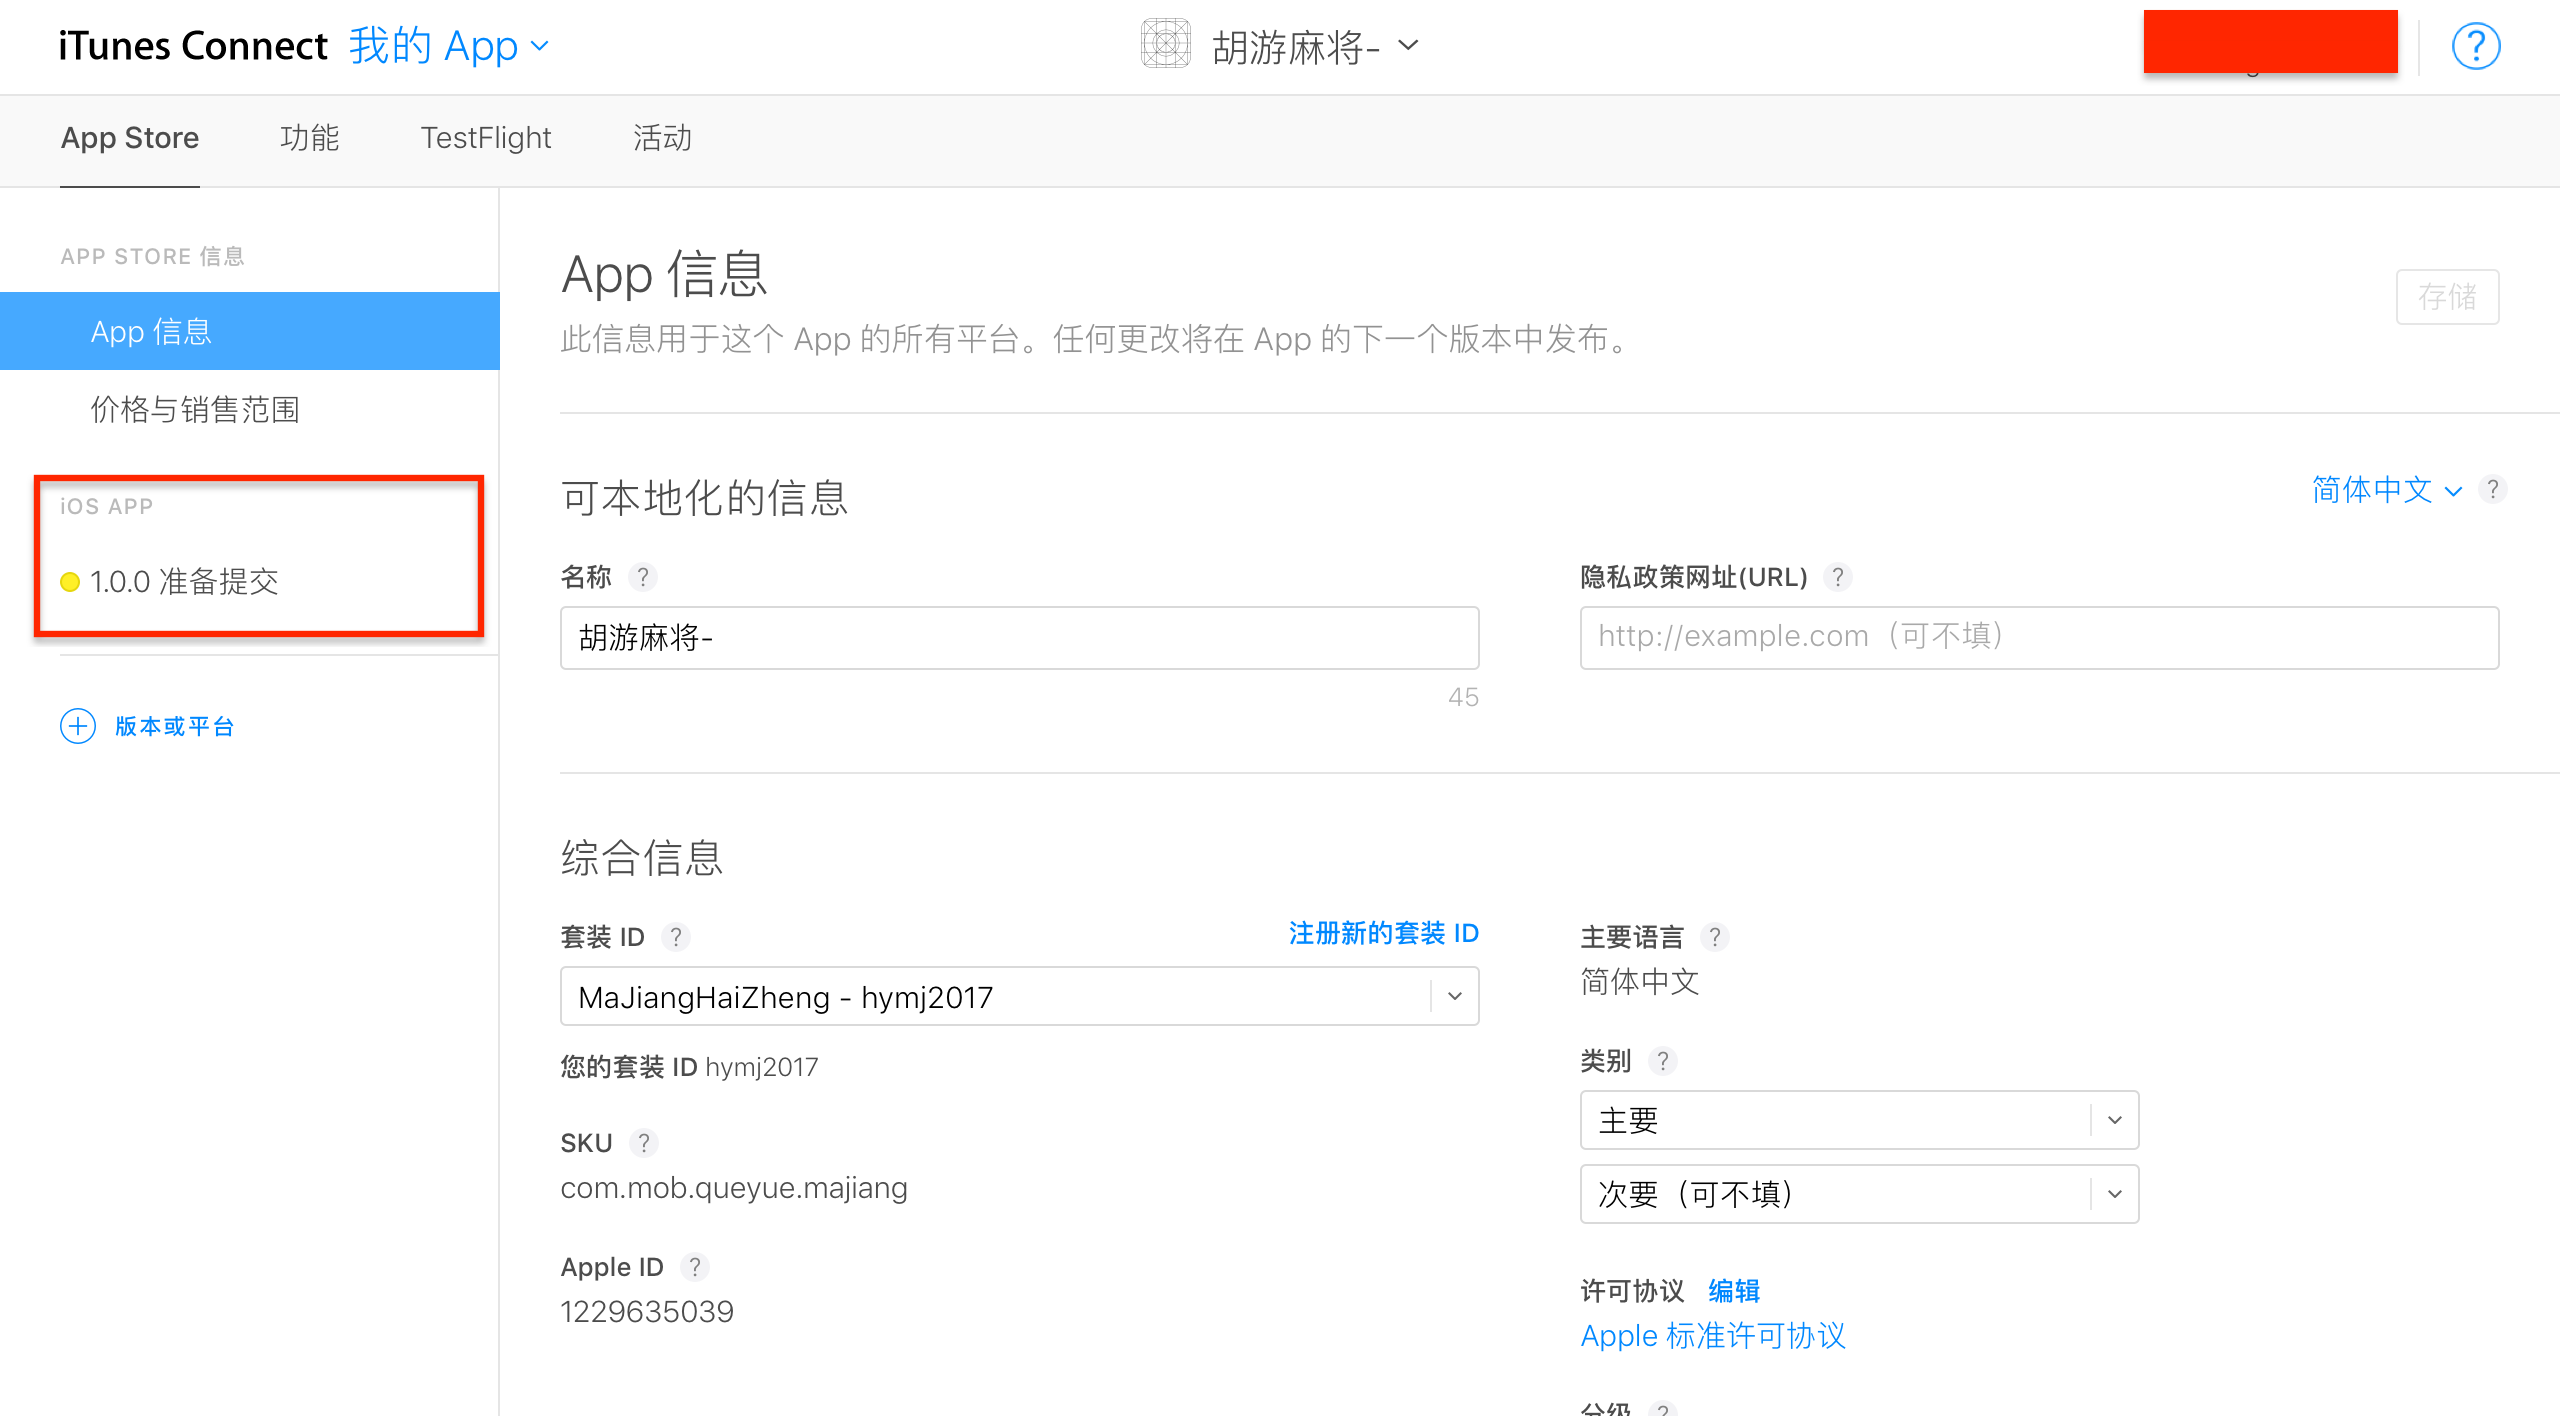 iTunes Connect 我的 App
胡游麻将-
?
App Store 功能 TestFlight 活动
APP STORE 信息
App 信息
价格与销售范围
iOS APP
1.0.0 准备提交
版本或平台
App 信息
存储
此信息用于这个 App 的所有平台。任何更改将在 App 的下一个版本中发布。
可本地化的信息
简体中文 ?
名称 ?
胡游麻将-
45
隐私政策网址(URL) ?
http://example.com（可不填）
综合信息
套装 ID ? 注册新的套装 ID
MaJiangHaiZheng - hymj2017
您的套装 ID hymj2017
SKU ?
com.mob.queyue.majiang
Apple ID ?
1229635039
主要语言 ?
简体中文
类别 ?
主要
次要（可不填）
许可协议 编辑
Apple 标准许可协议
分级 ?